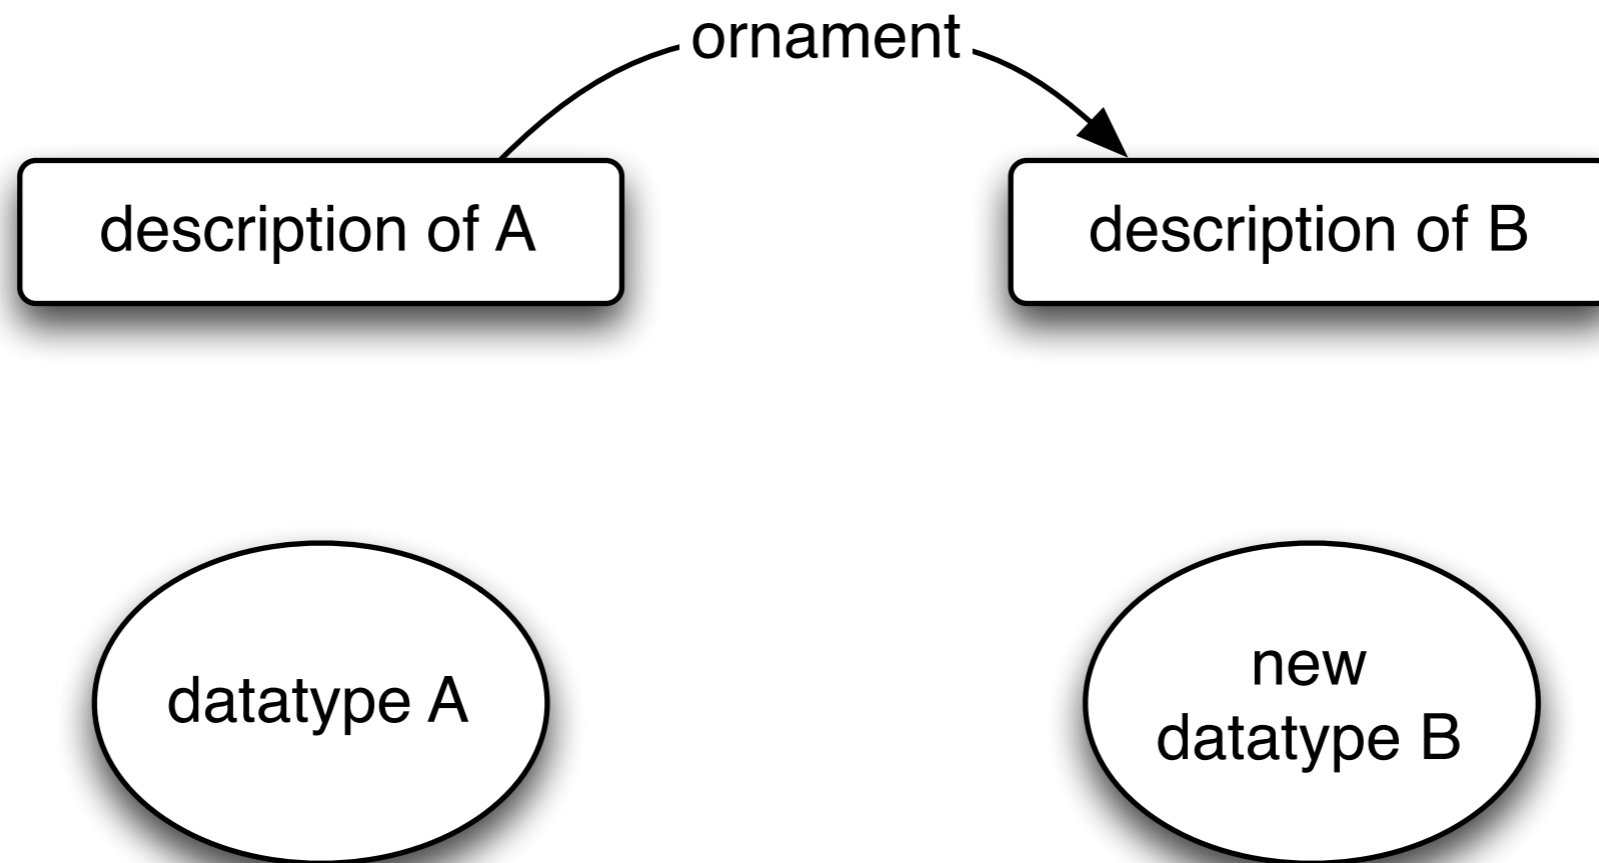 ornament
description of A
description of B
datatype A
new
datatype B